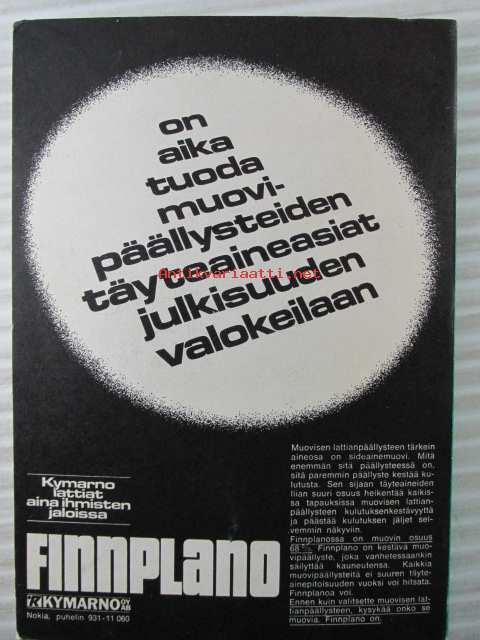 on
aika
tuoda
muovi-
päällysteiden
täyteaineasiat
Antikvariaatti.net
julkisuuden
valokeilaan
Muovisen lattianpäällysteen tärkein
aineosa on sideainemuovi. Mitä
enemmän sitä päällysteessä on,
sitä paremmin päällyste kestää ku-
lutusta. Sen sijaan täyteaineiden
liian suuri osuus heikentää kaikis-
sa tapauksissa muovisen lattian-
päällysteen kulutuksenkestävyyttä
ja päästää kulutuksen jäljet sel-
vemmin näkyviin.
Finnplanossa on muovin osuus
68 %. Finnplano on kestävä muo-
vipäällyste, joka vanhetessaankin
säilyttää kauneutensa. Kaikkia
muovipäällysteitä ei suuren täyte-
ainepitoisuuden vuoksi voi hitsata.
Finnplanoa voi.
Ennen kuin valitsette muovisen lat-
tianpäällysteen, kysykää onko se
muovia. Finnplano on.
Kymarno
lattiat
aina ihmisten
jaloissa
FINNPLANO
KYMARNO OY AB
Nokia, puhelin 931-11 060